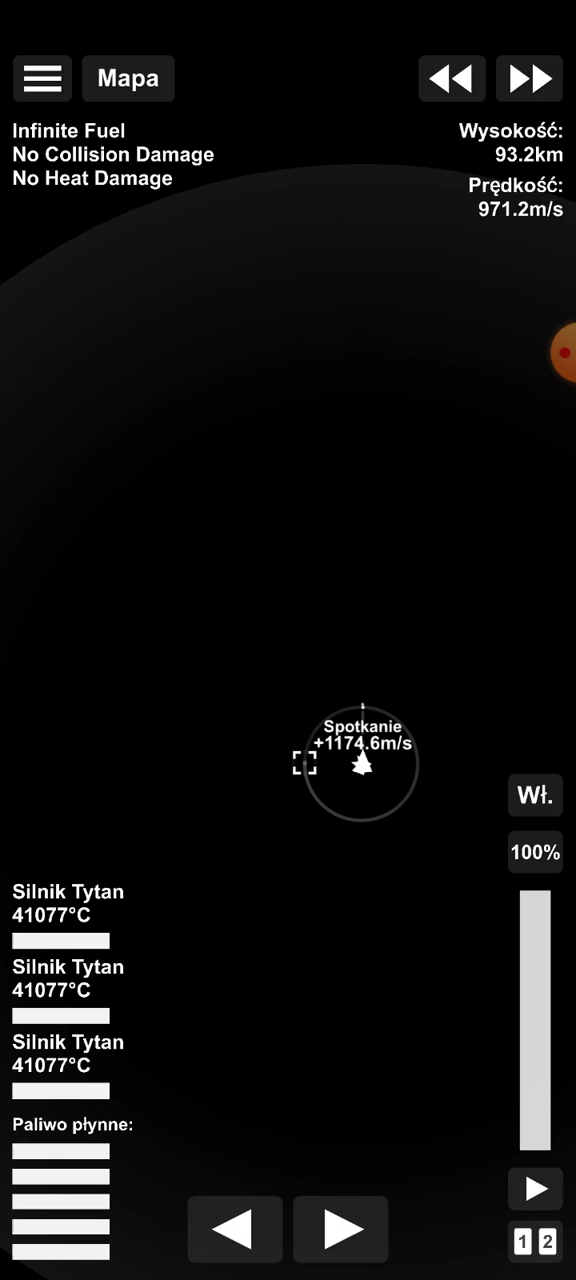 Mapa
Infinite Fuel
No Collision Damage
No Heat Damage
Wysokość:
93.2km
Prędkość:
971.2m/s
Spotkanie
+1174.6m/s
Wł.
100%
Silnik Tytan
41077°C
Silnik Tytan
41077°C
Silnik Tytan
41077°C
Paliwo płynne:
1 2